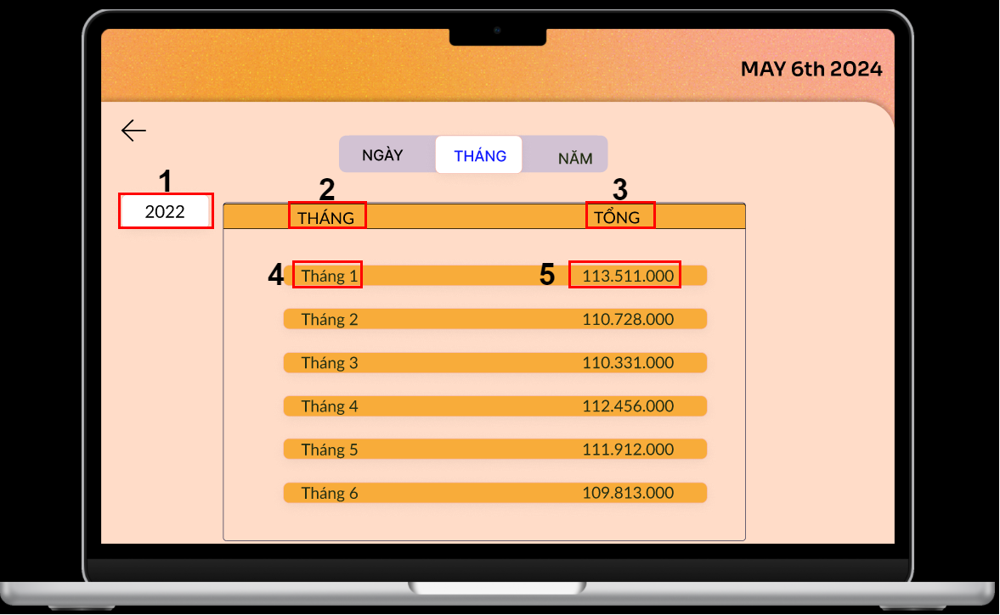 MAY 6th 2024
NGÀY THÁNG NĂM
1
2022
2 3
THÁNG TỔNG
4 Tháng 1 5 113.511.000
Tháng 2 110.728.000
Tháng 3 110.331.000
Tháng 4 112.456.000
Tháng 5 111.912.000
Tháng 6 109.813.000